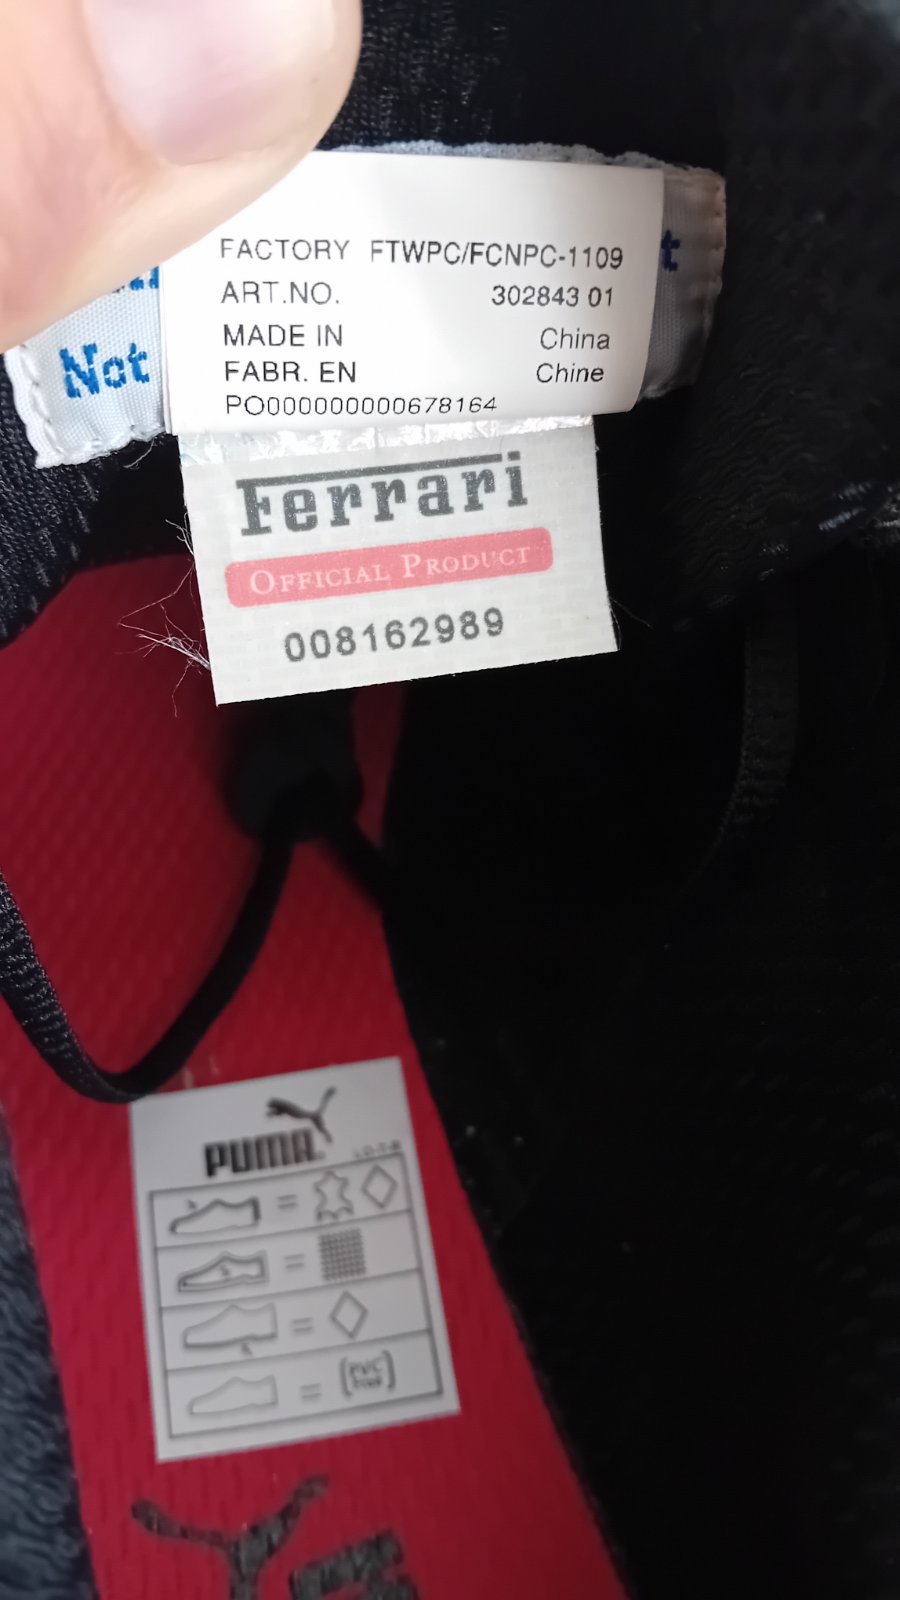 FACTORY FTWPC/FCNPC-1109
ART.NO. 302843 01
MADE IN China
FABR. EN Chine
PO0000000000678164
Not
Ferrari
OFFICIAL PRODUCT
008162989
PUMA